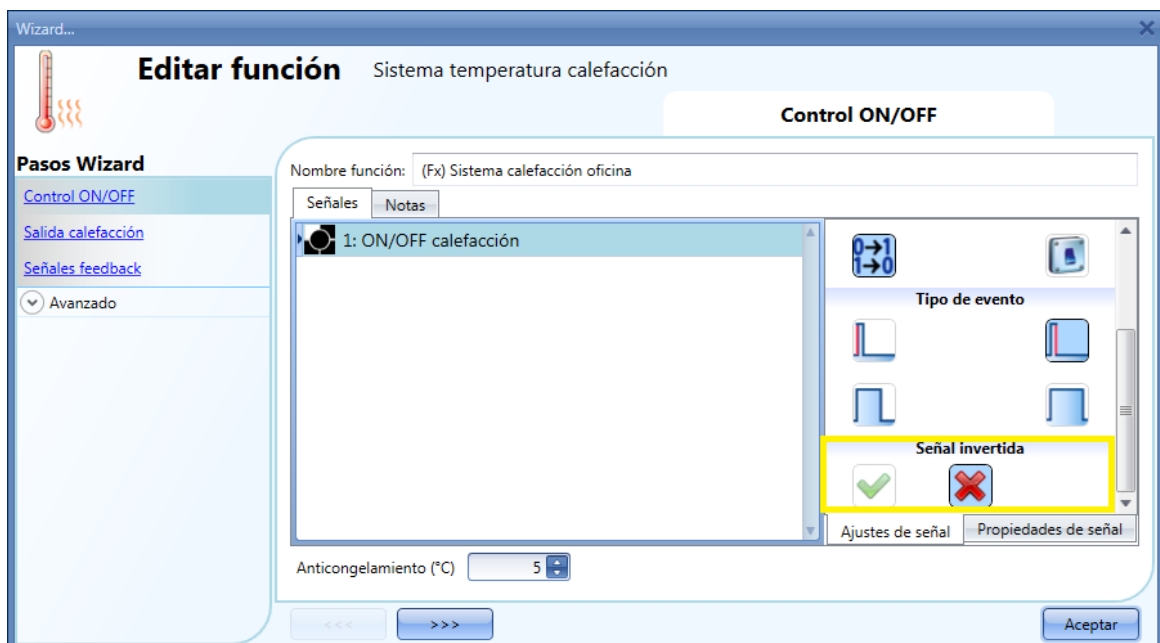 Wizard...
Editar función Sistema temperatura calefacción
Control ON/OFF
Pasos Wizard
Control ON/OFF
Salida calefacción
Señales feedback
Avanzado
Nombre función: (Fx) Sistema calefacción oficina
Señales Notas
1: ON/OFF calefacción
0→1
1→0
Tipo de evento
Señal invertida
Ajustes de señal Propiedades de señal
Anticongelamiento (°C) 5
<<< >>> Aceptar